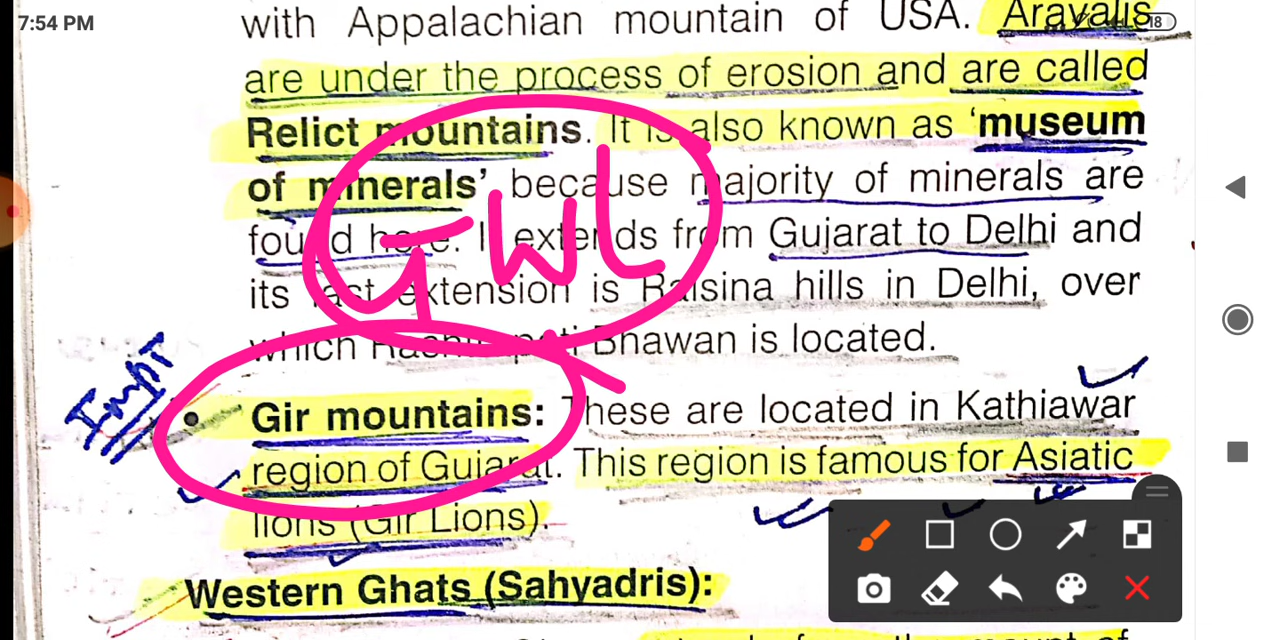 7:54 PM
18
with Appalachian mountain of USA. Aravalis
are under the process of erosion and are called
Relict mountains. It is also known as ‘museum
of minerals’ because majority of minerals are
found here. It extends from Gujarat to Delhi and
its last extension is Raisina hills in Delhi, over
which Rashtrapati Bhawan is located.
GWL
IMPT
• Gir mountains: These are located in Kathiawar
region of Gujarat. This region is famous for Asiatic
lions (Gir Lions).
Western Ghats (Sahyadris):